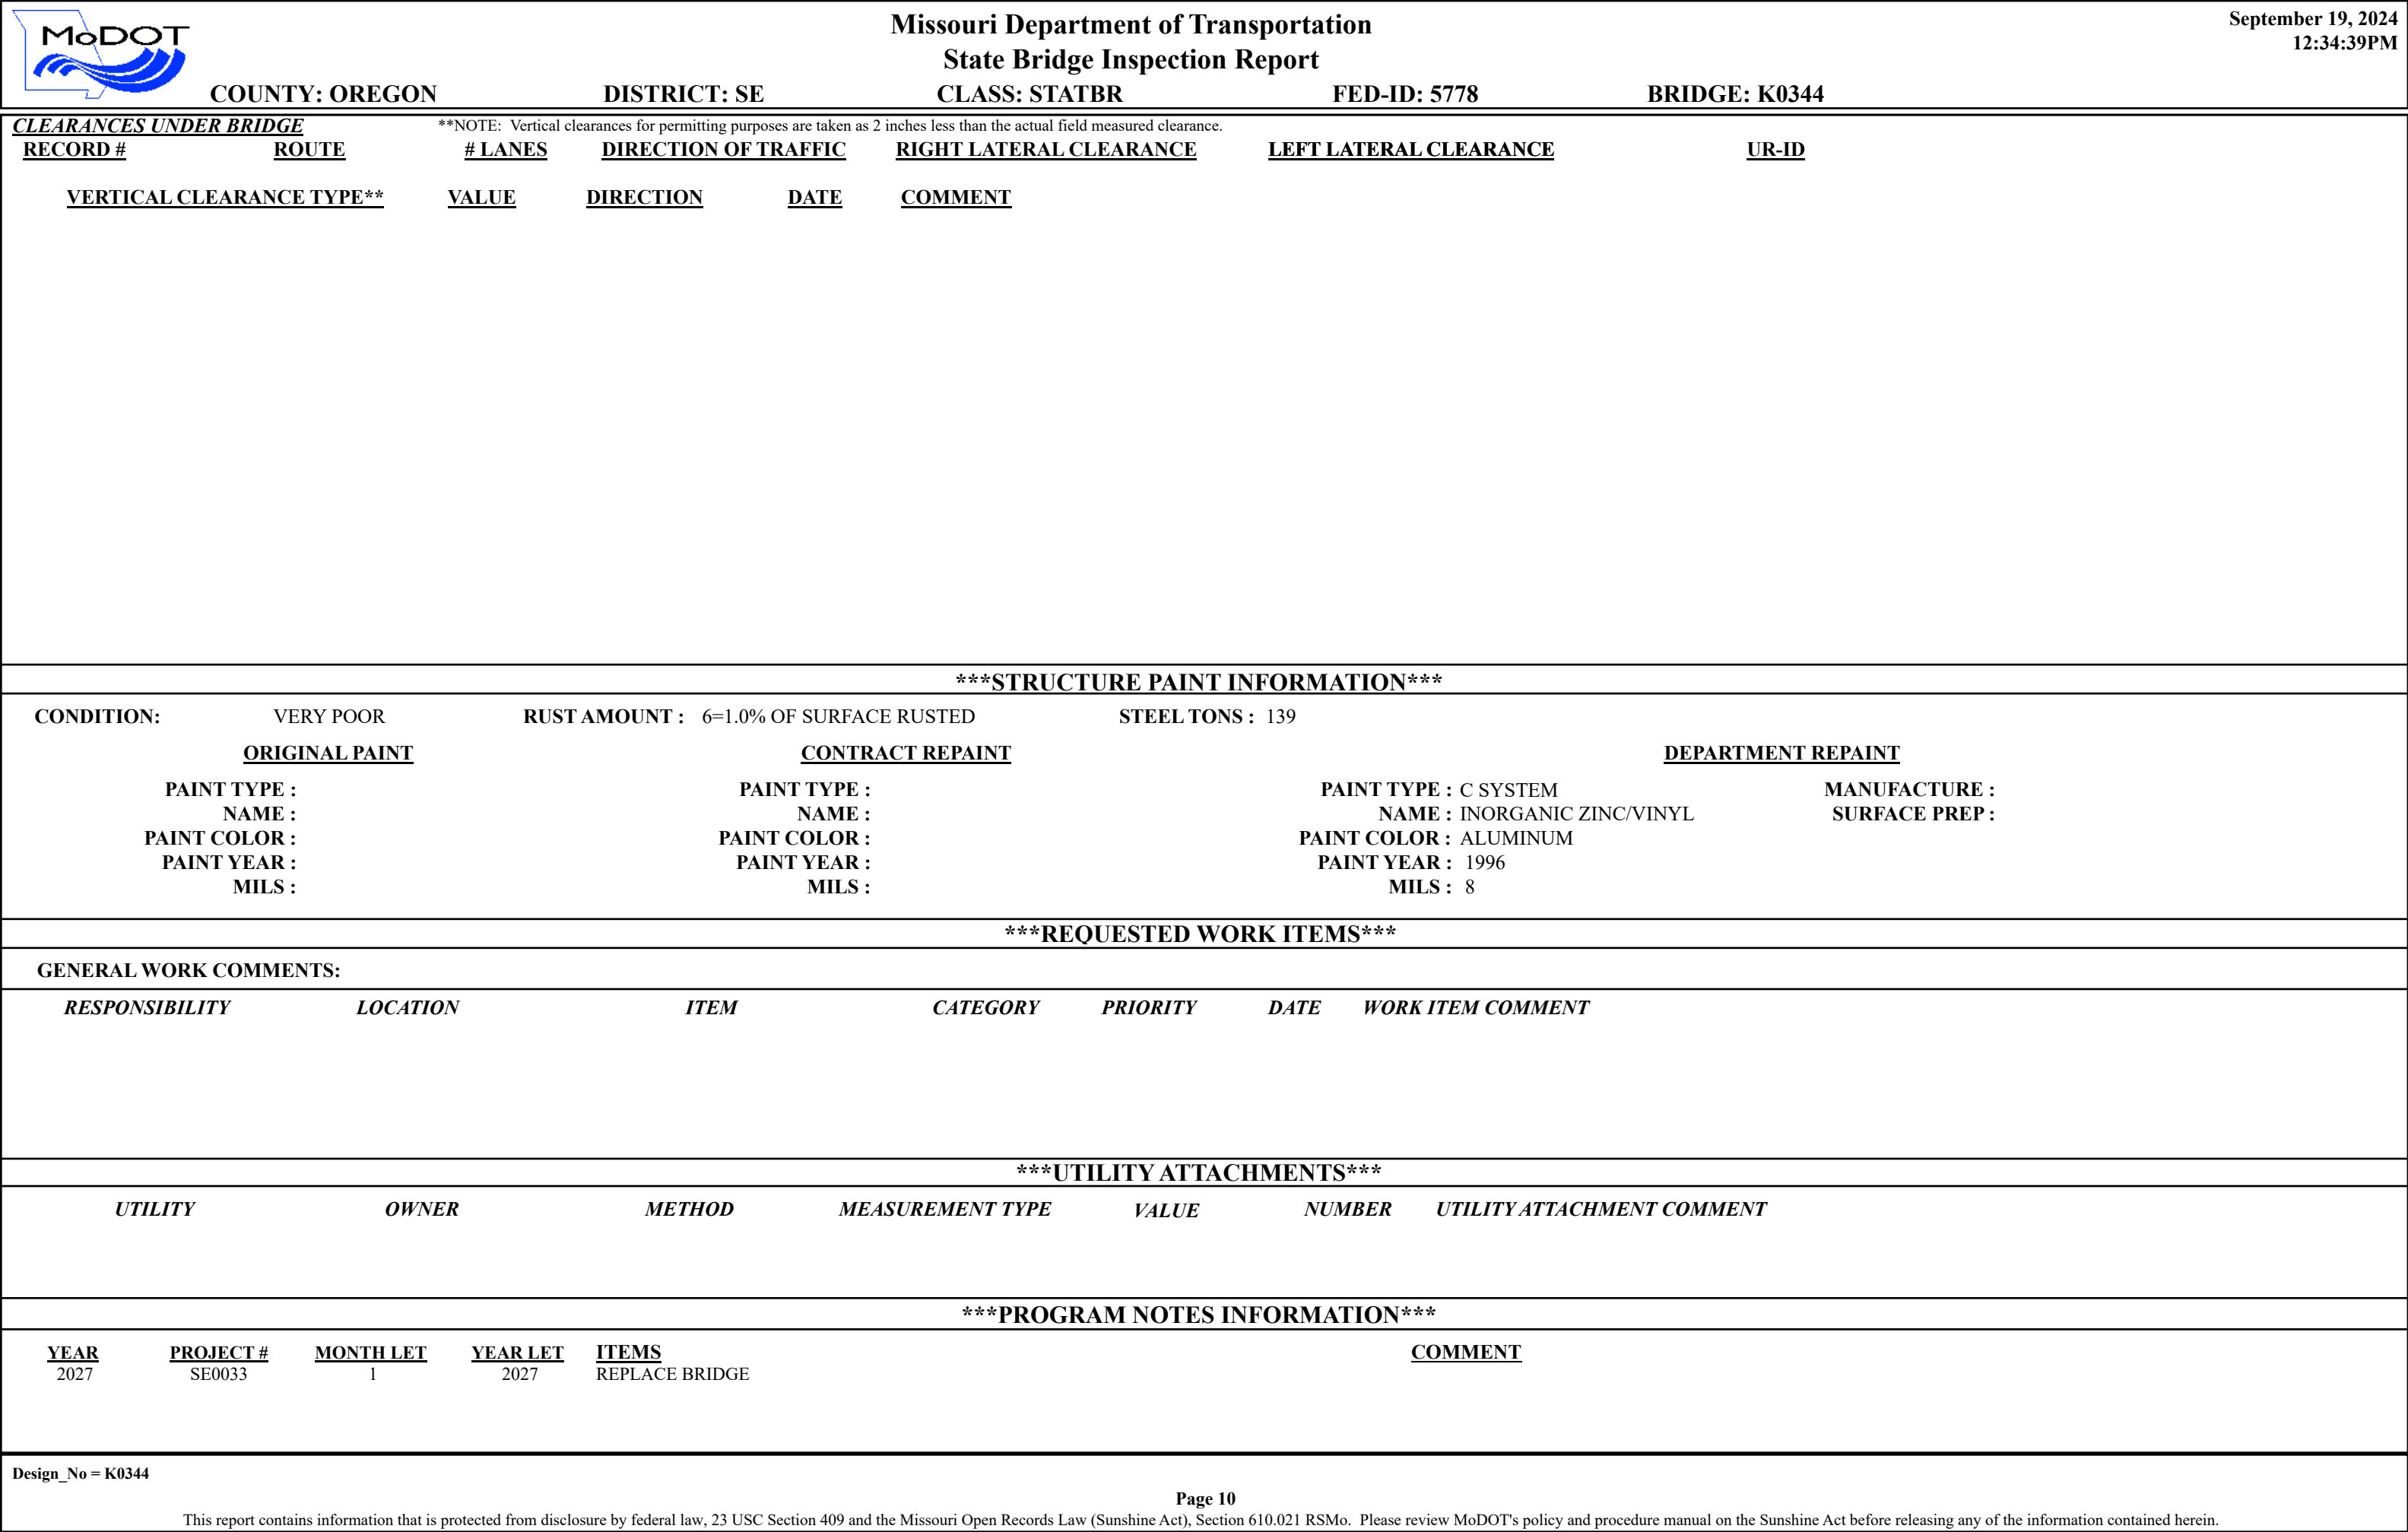 MoDOT
Missouri Department of Transportation
State Bridge Inspection Report
September 19, 2024
12:34:39PM
COUNTY: OREGON DISTRICT: SE CLASS: STATBR FED-ID: 5778 BRIDGE: K0344
CLEARANCES UNDER BRIDGE **NOTE: Vertical clearances for permitting purposes are taken as 2 inches less than the actual field measured clearance.
RECORD # ROUTE # LANES DIRECTION OF TRAFFIC RIGHT LATERAL CLEARANCE LEFT LATERAL CLEARANCE UR-ID
VERTICAL CLEARANCE TYPE** VALUE DIRECTION DATE COMMENT
***STRUCTURE PAINT INFORMATION***
CONDITION: VERY POOR RUST AMOUNT : 6=1.0% OF SURFACE RUSTED STEEL TONS : 139
ORIGINAL PAINT CONTRACT REPAINT DEPARTMENT REPAINT
PAINT TYPE : PAINT TYPE : PAINT TYPE : C SYSTEM MANUFACTURE :
NAME : NAME : NAME : INORGANIC ZINC/VINYL SURFACE PREP :
PAINT COLOR : PAINT COLOR : PAINT COLOR : ALUMINUM
PAINT YEAR : PAINT YEAR : PAINT YEAR : 1996
MILS : MILS : MILS : 8
***REQUESTED WORK ITEMS***
GENERAL WORK COMMENTS:
RESPONSIBILITY LOCATION ITEM CATEGORY PRIORITY DATE WORK ITEM COMMENT
***UTILITY ATTACHMENTS***
UTILITY OWNER METHOD MEASUREMENT TYPE VALUE NUMBER UTILITY ATTACHMENT COMMENT
***PROGRAM NOTES INFORMATION***
YEAR PROJECT # MONTH LET YEAR LET ITEMS COMMENT
2027 SE0033 1 2027 REPLACE BRIDGE
Design_No = K0344
Page 10
This report contains information that is protected from disclosure by federal law, 23 USC Section 409 and the Missouri Open Records Law (Sunshine Act), Section 610.021 RSMo. Please review MoDOT's policy and procedure manual on the Sunshine Act before releasing any of the information contained herein.